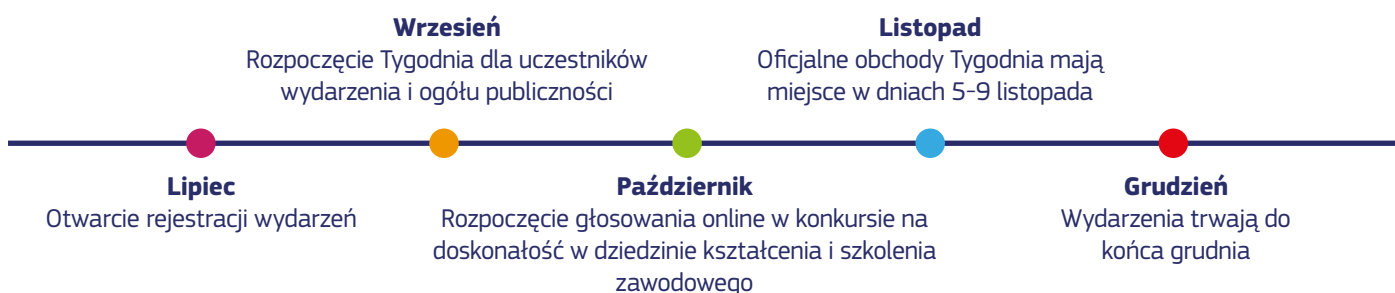 Wrzesień
Rozpoczęcie Tygodnia dla uczestników
wydarzenia i ogółu publiczności
Listopad
Oficjalne obchody Tygodnia mają
miejsce w dniach 5-9 listopada
Lipiec
Otwarcie rejestracji wydarzeń
Październik
Rozpoczęcie głosowania online w konkursie na
doskonałość w dziedzinie kształcenia i szkolenia
zawodowego
Grudzień
Wydarzenia trwają do
końca grudnia